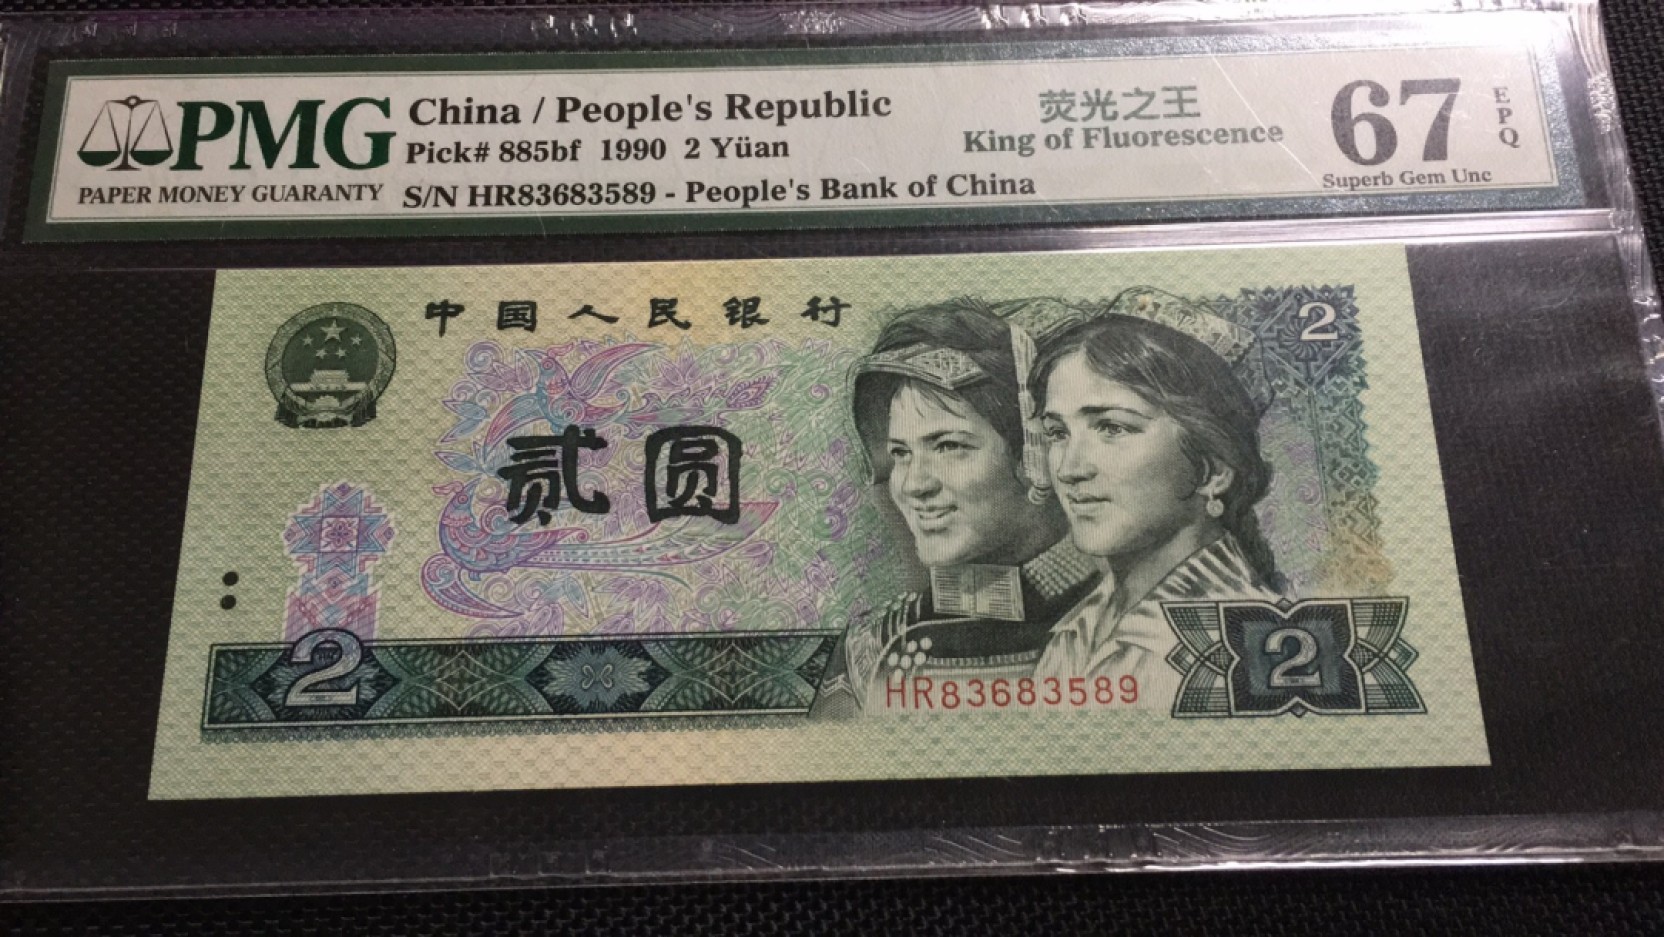 PMG
PAPER MONEY GUARANTY
China / People's Republic
Pick# 885bf 1990 2 Yüan
S/N HR83683589 - People's Bank of China
荧光之王
King of Fluorescence
67
EPQ
Superb Gem Unc
中国人民银行
2
贰圆
2
HR83683589
2